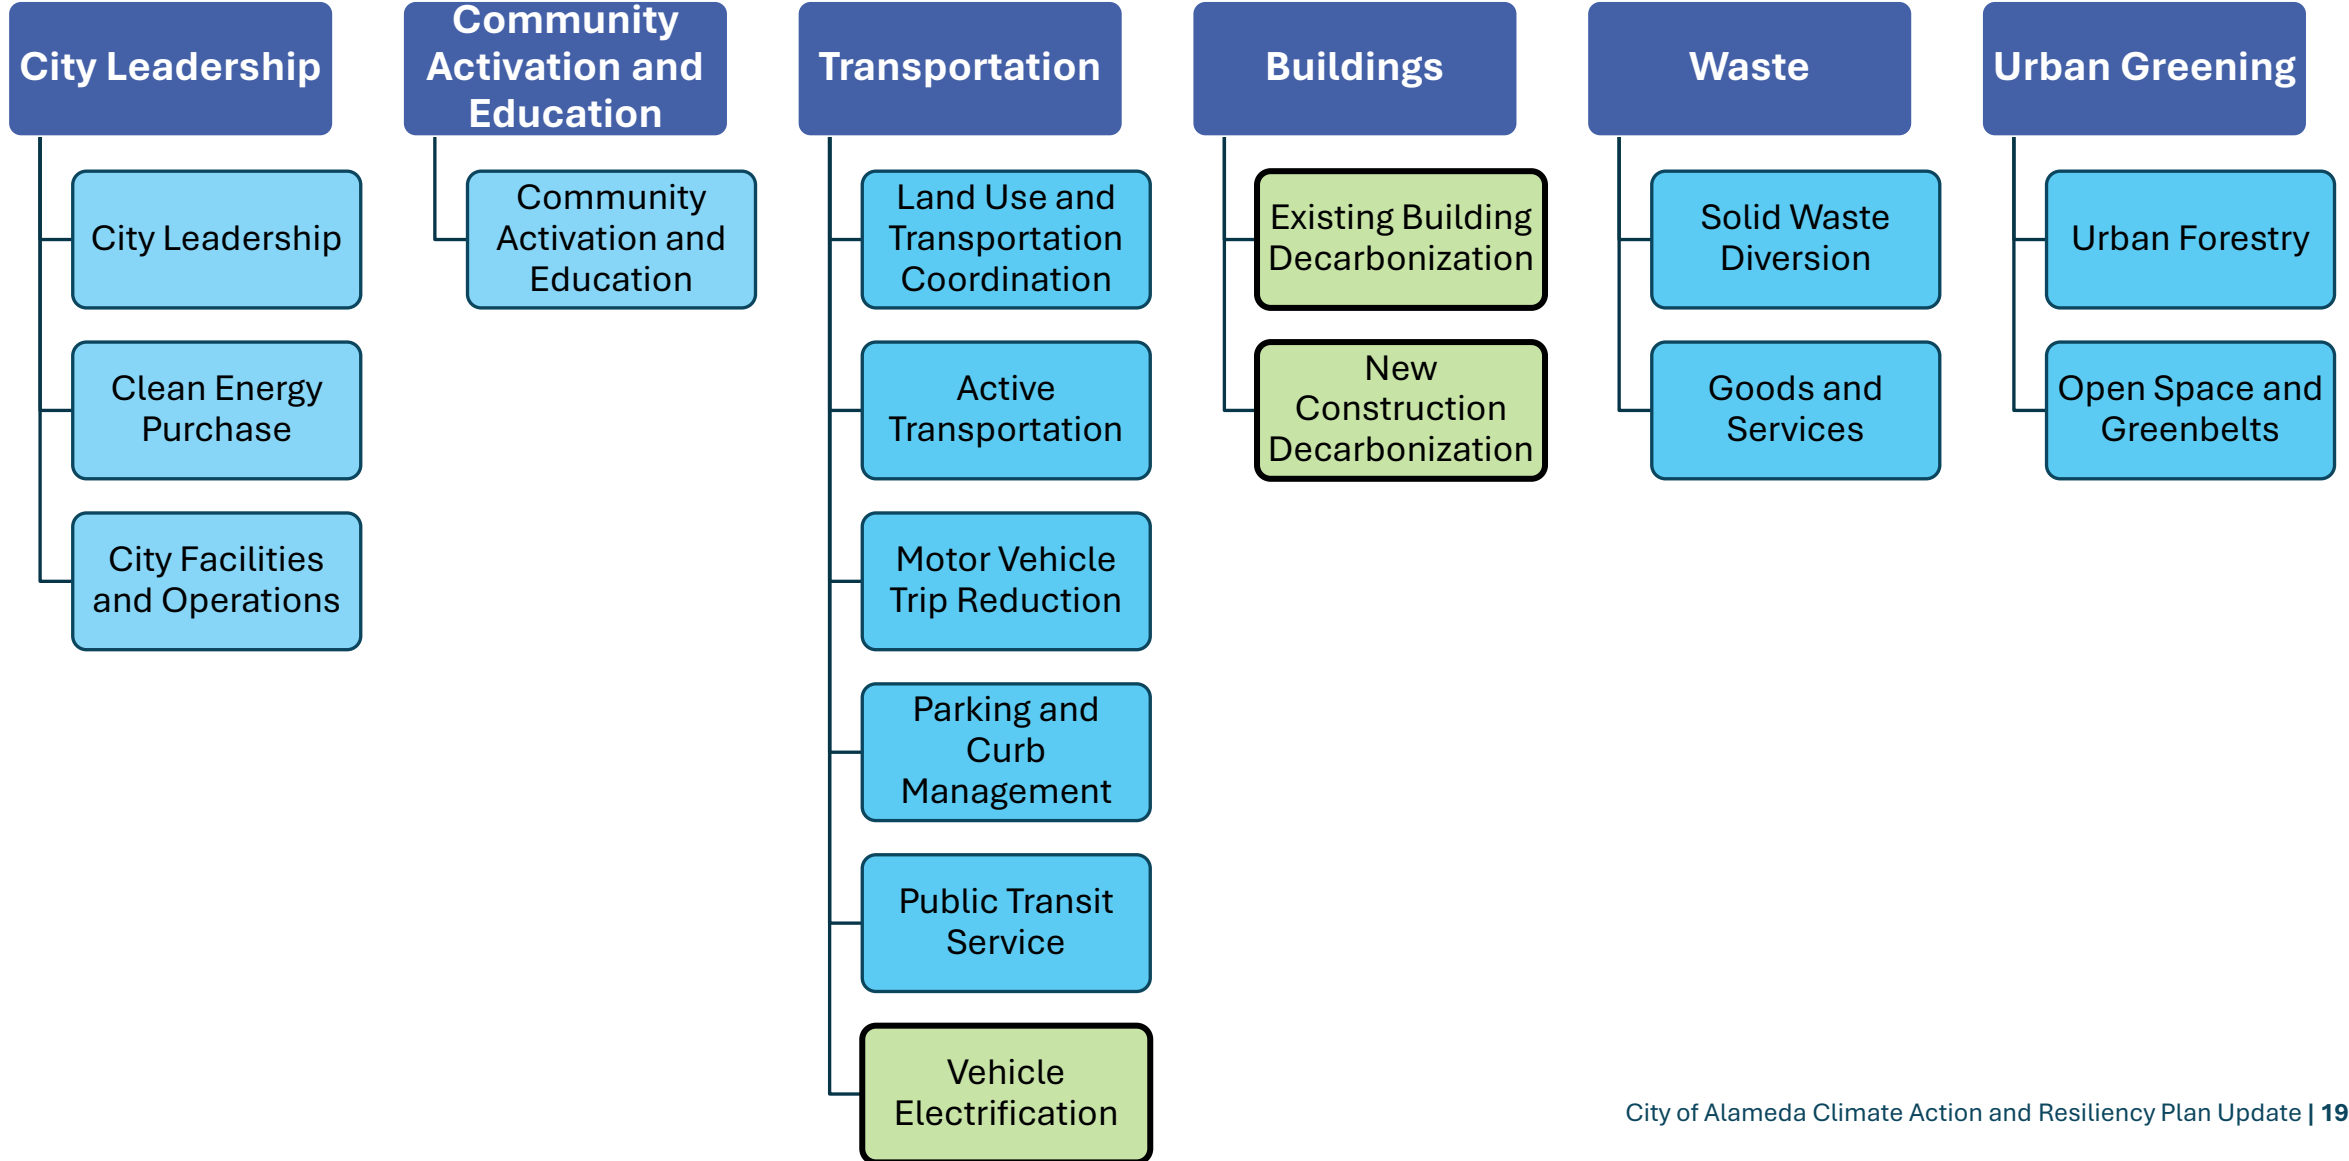 City Leadership
City Leadership
Clean Energy
Purchase
City Facilities
and Operations
Community
Activation and
Education
Community
Activation and
Education
Transportation
Land Use and
Transportation
Coordination
Active
Transportation
Motor Vehicle
Trip Reduction
Parking and
Curb
Management
Public Transit
Service
Vehicle
Electrification
Buildings
Existing Building
Decarbonization
New
Construction
Decarbonization
Waste
Solid Waste
Diversion
Goods and
Services
Urban Greening
Urban Forestry
Open Space and
Greenbelts
City of Alameda Climate Action and Resiliency Plan Update | 19